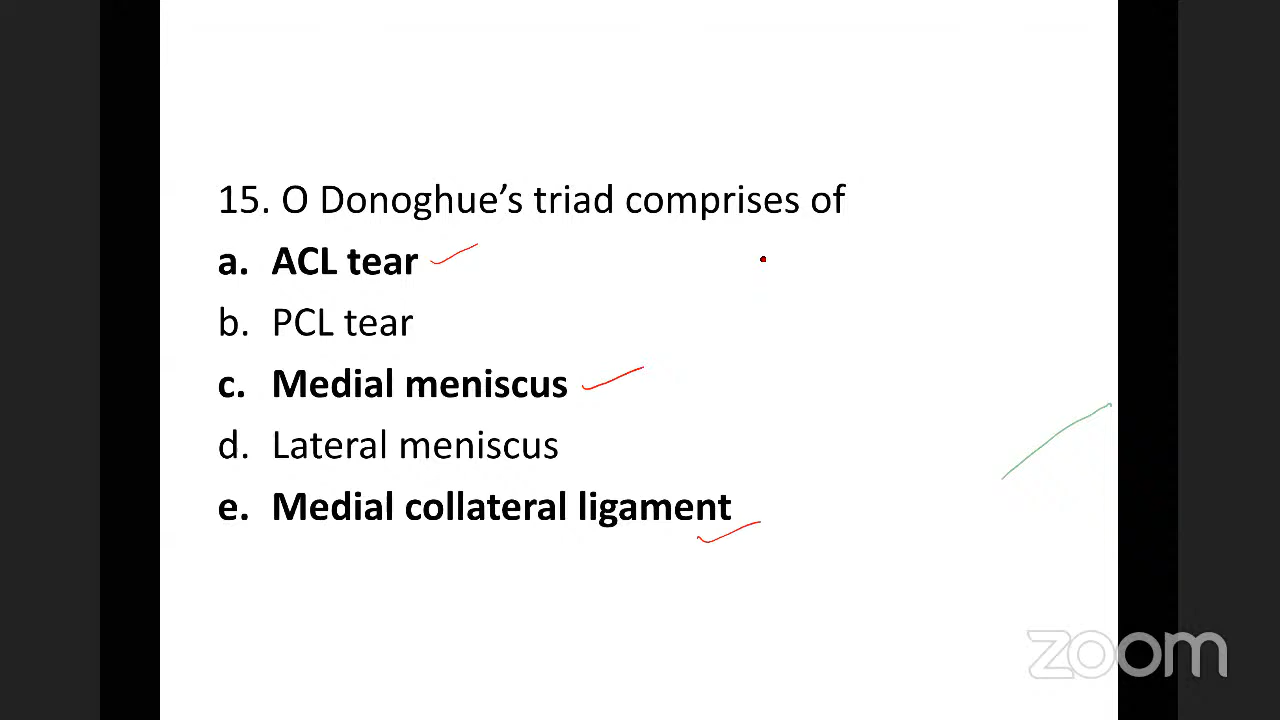 15. O Donoghue’s triad comprises of
a. ACL tear
b. PCL tear
c. Medial meniscus
d. Lateral meniscus
e. Medial collateral ligament
zoom